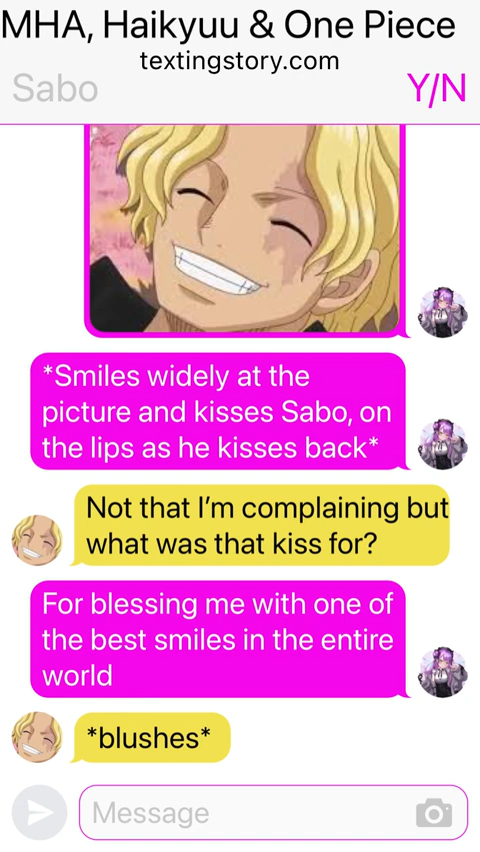 MHA, Haikyuu & One Piece
textingstory.com
Sabo
Y/N
*Smiles widely at the
picture and kisses Sabo, on
the lips as he kisses back*
Not that I’m complaining but
what was that kiss for?
For blessing me with one of
the best smiles in the entire
world
*blushes*
Message